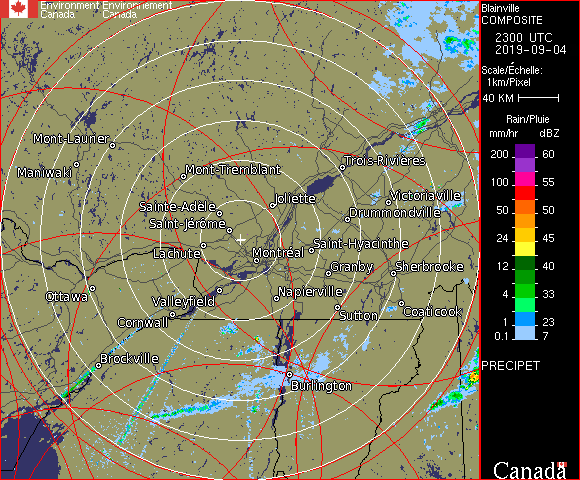 Environment Environnement
Canada Canada
Blainville
COMPOSITE
2300 UTC
2019-09-04
Scale/Échelle:
1km/Pixel
40 KM
Rain/Pluie
mm/hr dBZ
200 60
100 55
50 50
24 45
12 40
4 33
1 23
0.1 7
PRECIPET
Canada
Mont-Laurier
Maniwaki
Mont-Tremblant
Trois-Rivières
Joliette
Victoriaville
Sainte-Adèle
Drummondville
Saint-Jérôme
Lachute
Montréal
Saint-Hyacinthe
Granby
Sherbrooke
Ottawa
Valleyfield
Napierville
Cornwall
Sutton
Coaticook
Brockville
Burlington